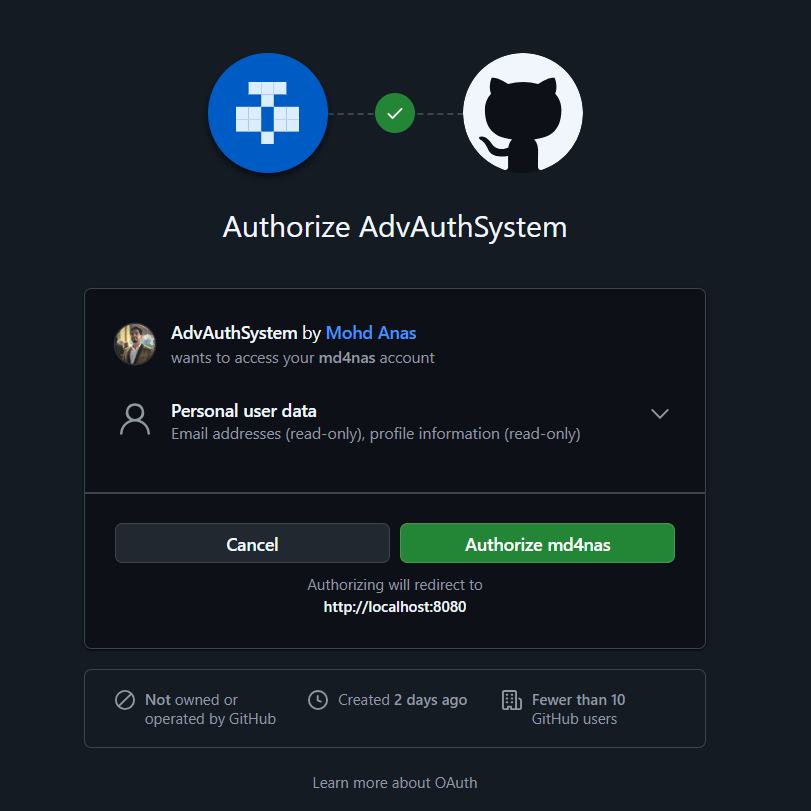 Authorize AdvAuthSystem
AdvAuthSystem by Mohd Anas
wants to access your md4nas account
Personal user data
Email addresses (read-only), profile information (read-only)
Cancel
Authorize md4nas
Authorizing will redirect to
http://localhost:8080
Not owned or
operated by GitHub
Created 2 days ago
Fewer than 10
GitHub users
Learn more about OAuth